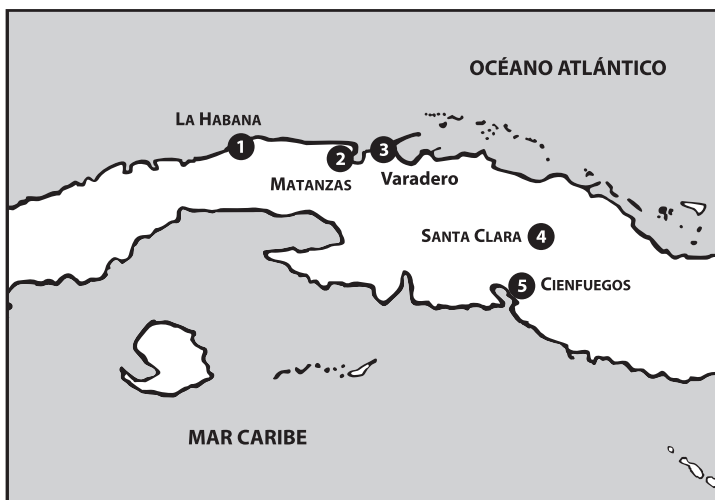 OCÉANO ATLÁNTICO
LA HABANA
1
2
3
MATANZAS
Varadero
SANTA CLARA 4
5 CIENFUEGOS
MAR CARIBE